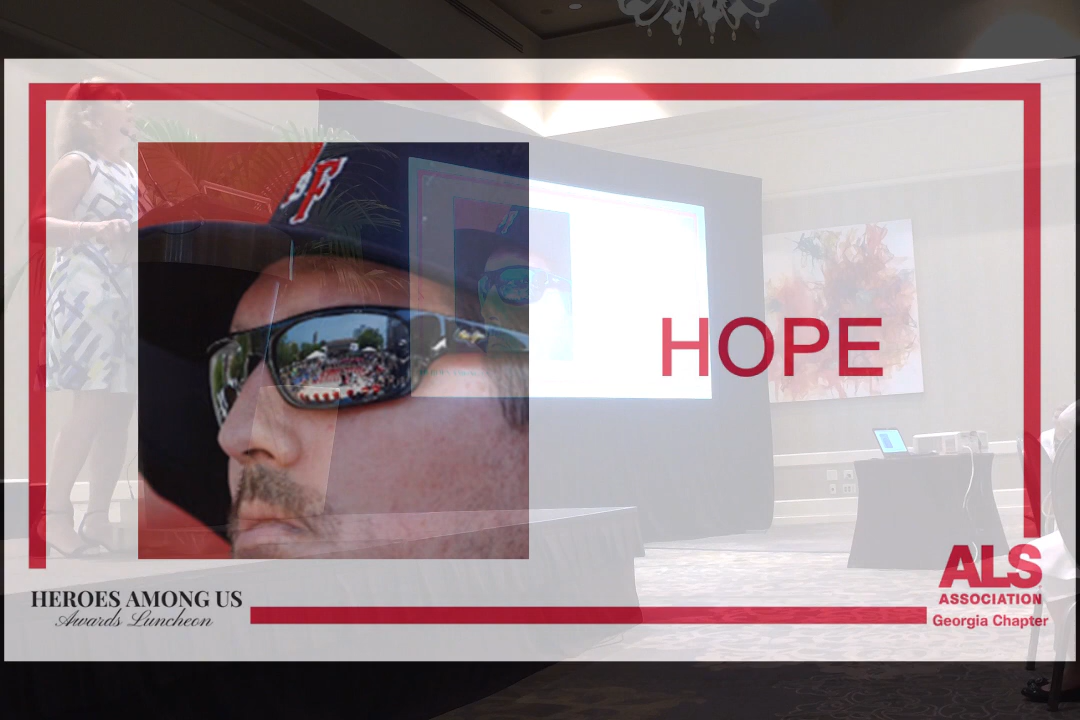 HOPE
HEROES AMONG US
Awards Luncheon
ALS
ASSOCIATION
Georgia Chapter